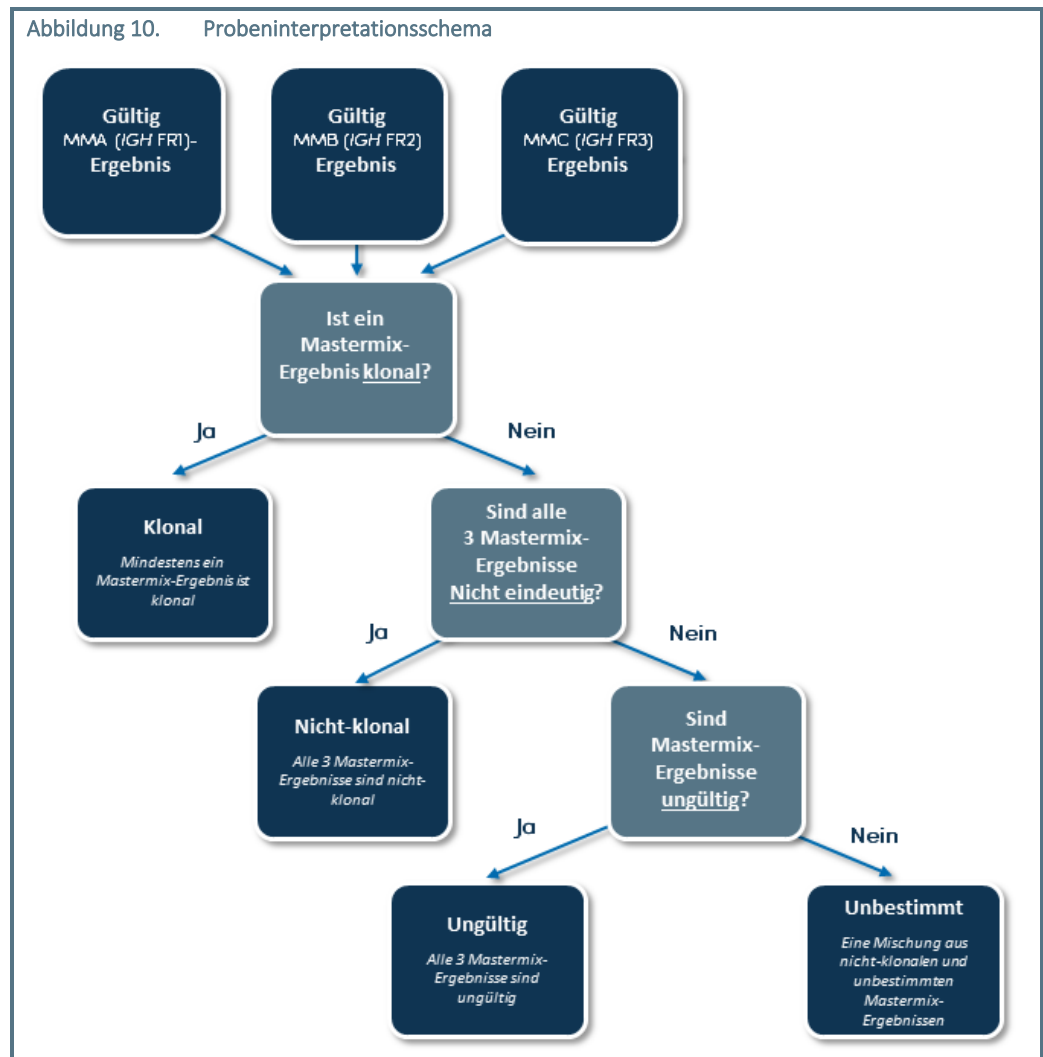 Abbildung 10. Probeninterpretationsschema
Gültig
MMA (IGH FR1)-
Ergebnis
Gültig
MMB (IGH FR2)
Ergebnis
Gültig
MMC (IGH FR3)
Ergebnis
Ist ein
Mastermix-
Ergebnis klonal?
Ja
Nein
Klonal
Mindestens ein
Mastermix-Ergebnis ist
klonal
Sind alle
3 Mastermix-
Ergebnisse
Nicht eindeutig?
Ja
Nein
Nicht-klonal
Alle 3 Mastermix-
Ergebnisse sind nicht-
klonal
Sind
Mastermix-
Ergebnisse
ungültig?
Ja
Nein
Ungültig
Alle 3 Mastermix-
Ergebnisse sind
ungültig
Unbestimmt
Eine Mischung aus
nicht-klonalen und
unbestimmten
Mastermix-
Ergebnissen